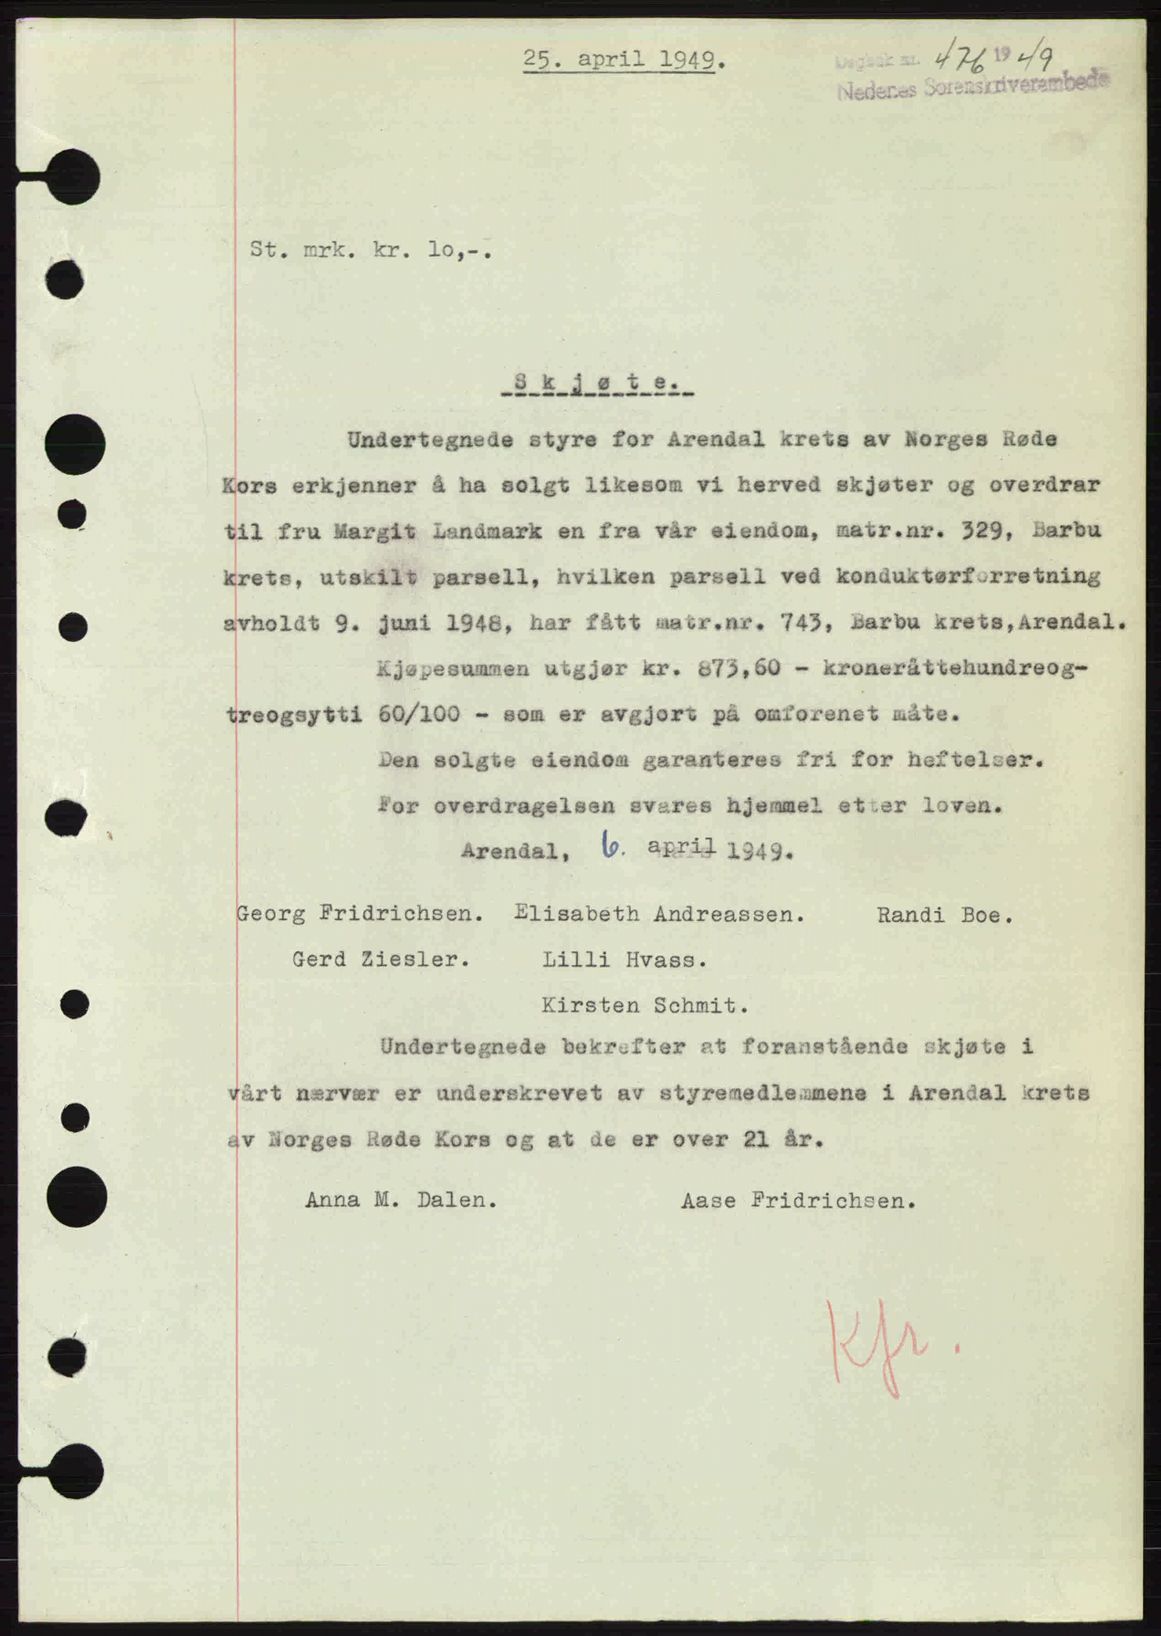 25. april 1949.
Dagbok nr. 476 1949
Nedenes Sorenskriverembede
St. mrk. kr. lo,-.
Skjøte.
Undertegnede styre for Arendal krets av Norges Røde
Kors erkjenner å ha solgt likesom vi herved skjøter og overdrar
til fru Margit Landmark en fra vår eiendom, matr.nr. 329, Barbu
krets, utskilt parsell, hvilken parsell ved konduktørforretning
avholdt 9. juni 1948, har fått matr.nr. 743, Barbu krets,Arendal.
Kjøpesummen utgjør kr. 873,60 - kroneråttehundreog-
treogsytti 60/100 - som er avgjort på omforenet måte.
Den solgte eiendom garanteres fri for heftelser.
For overdragelsen svares hjemmel etter loven.
Arendal, 6. april 1949.
Georg Fridrichsen. Elisabeth Andreassen. Randi Boe.
Gerd Ziesler. Lilli Hvass.
Kirsten Schmit.
Undertegnede bekrefter at foranstående skjøte i
vårt nærvær er underskrevet av styremedlemmene i Arendal krets
av Norges Røde Kors og at de er over 21 år.
Anna M. Dalen. Aase Fridrichsen.
Kfr.